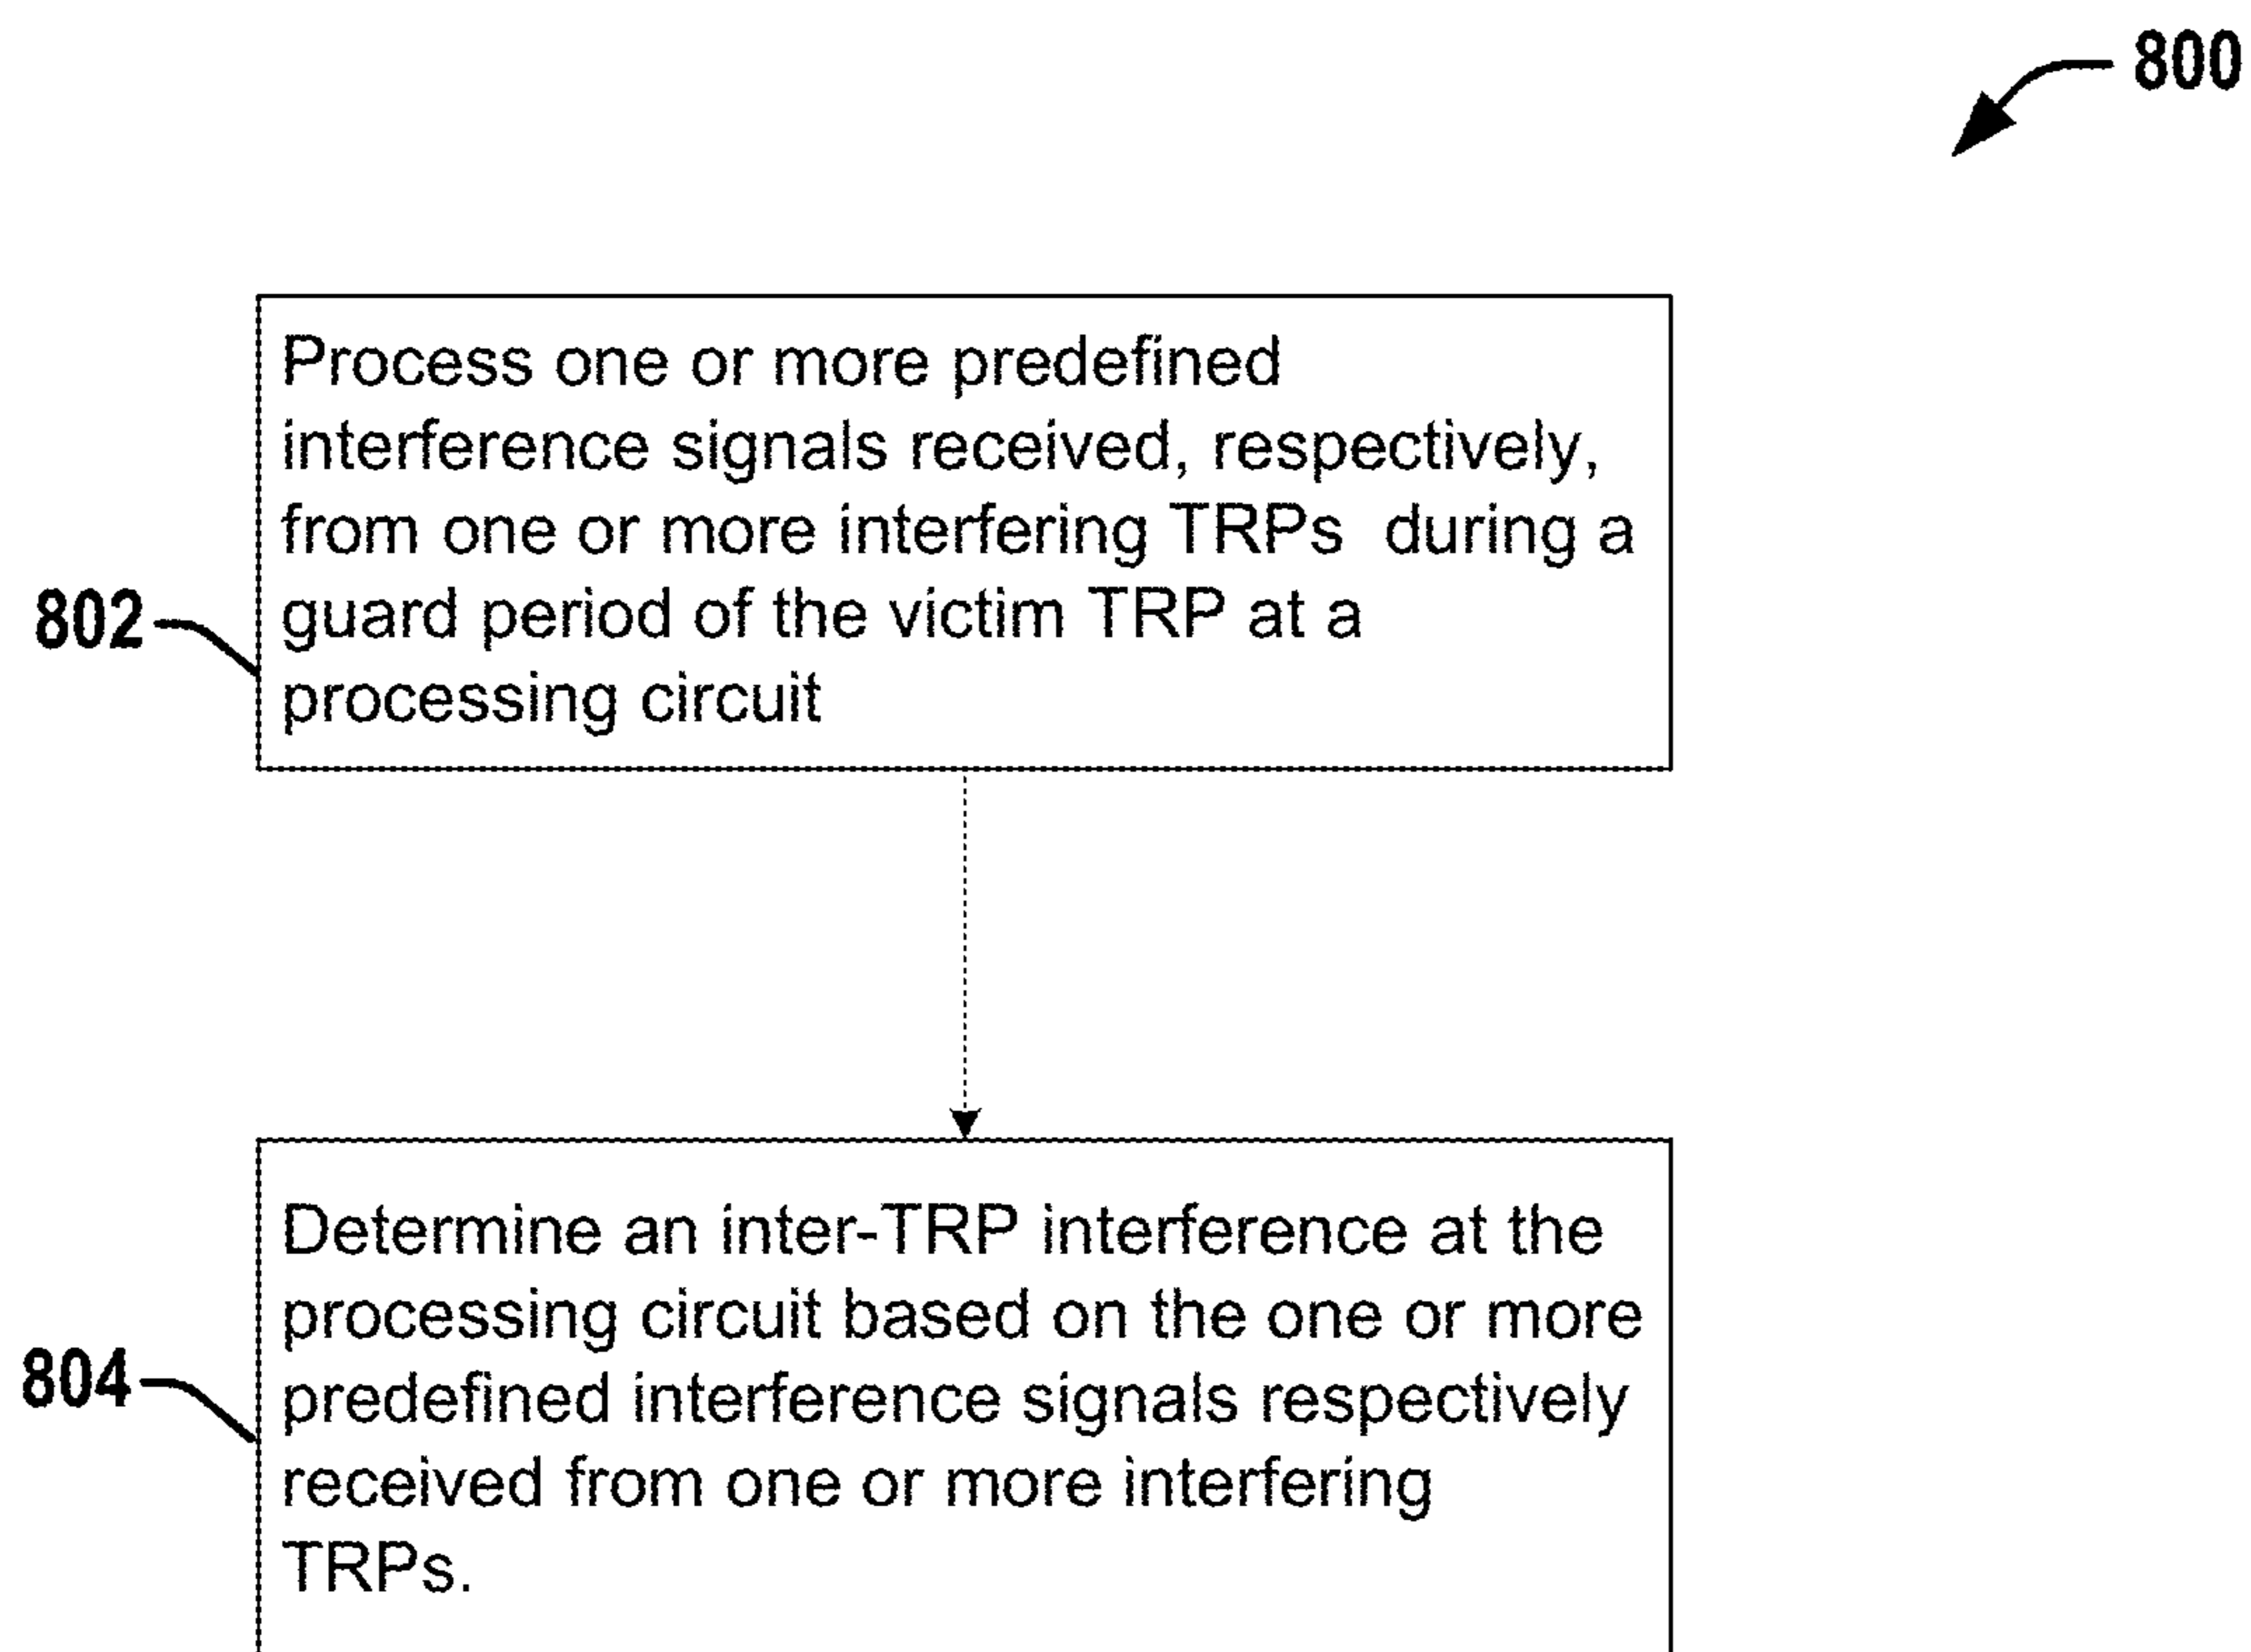 800
Process one or more predefined
interference signals received, respectively,
from one or more interfering TRPs during a
guard period of the victim TRP at a
processing circuit
802
Determine an inter-TRP interference at the
processing circuit based on the one or more
predefined interference signals respectively
received from one or more interfering
TRPs.
804